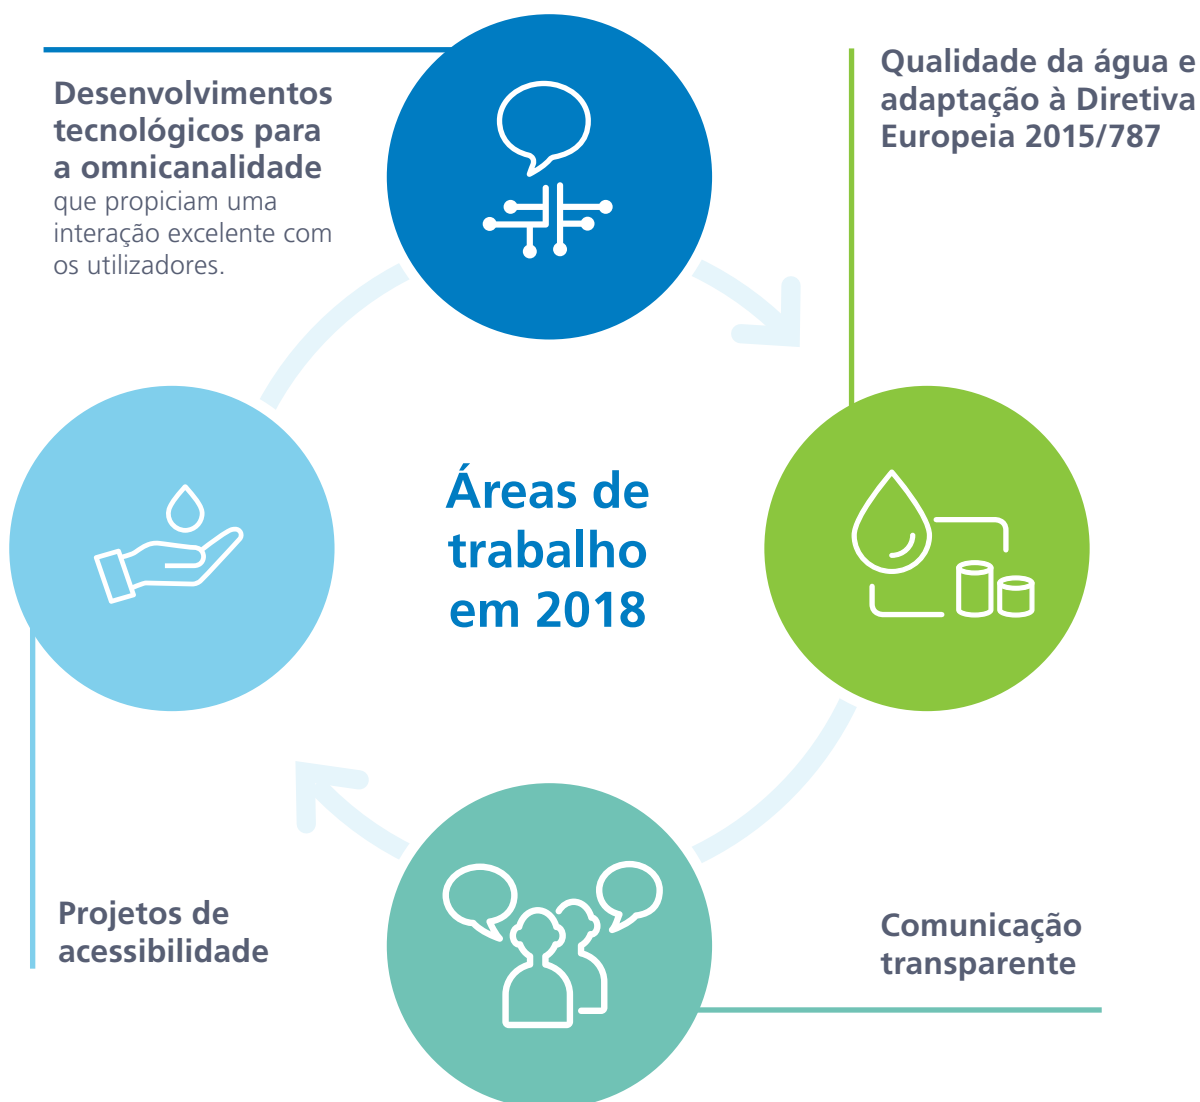 Desenvolvimentos
tecnológicos para
a omnicanalidade
que propiciam uma
interação excelente com
os utilizadores.
Qualidade da água e
adaptação à Diretiva
Europeia 2015/787
Áreas de
trabalho
em 2018
Projetos de
acessibilidade
Comunicação
transparente